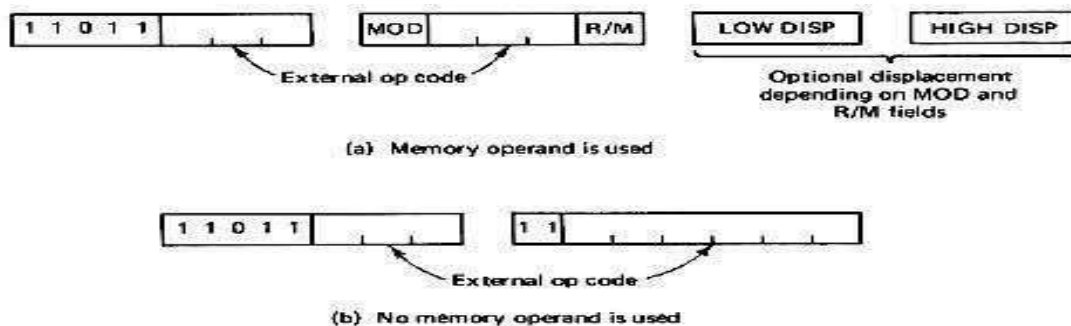 1 1 0 1 1 MOD R/M LOW DISP HIGH DISP
External op code
Optional displacement
depending on MOD and
R/M fields
(a) Memory operand is used
1 1 0 1 1 1 1
External op code
(b) No memory operand is used